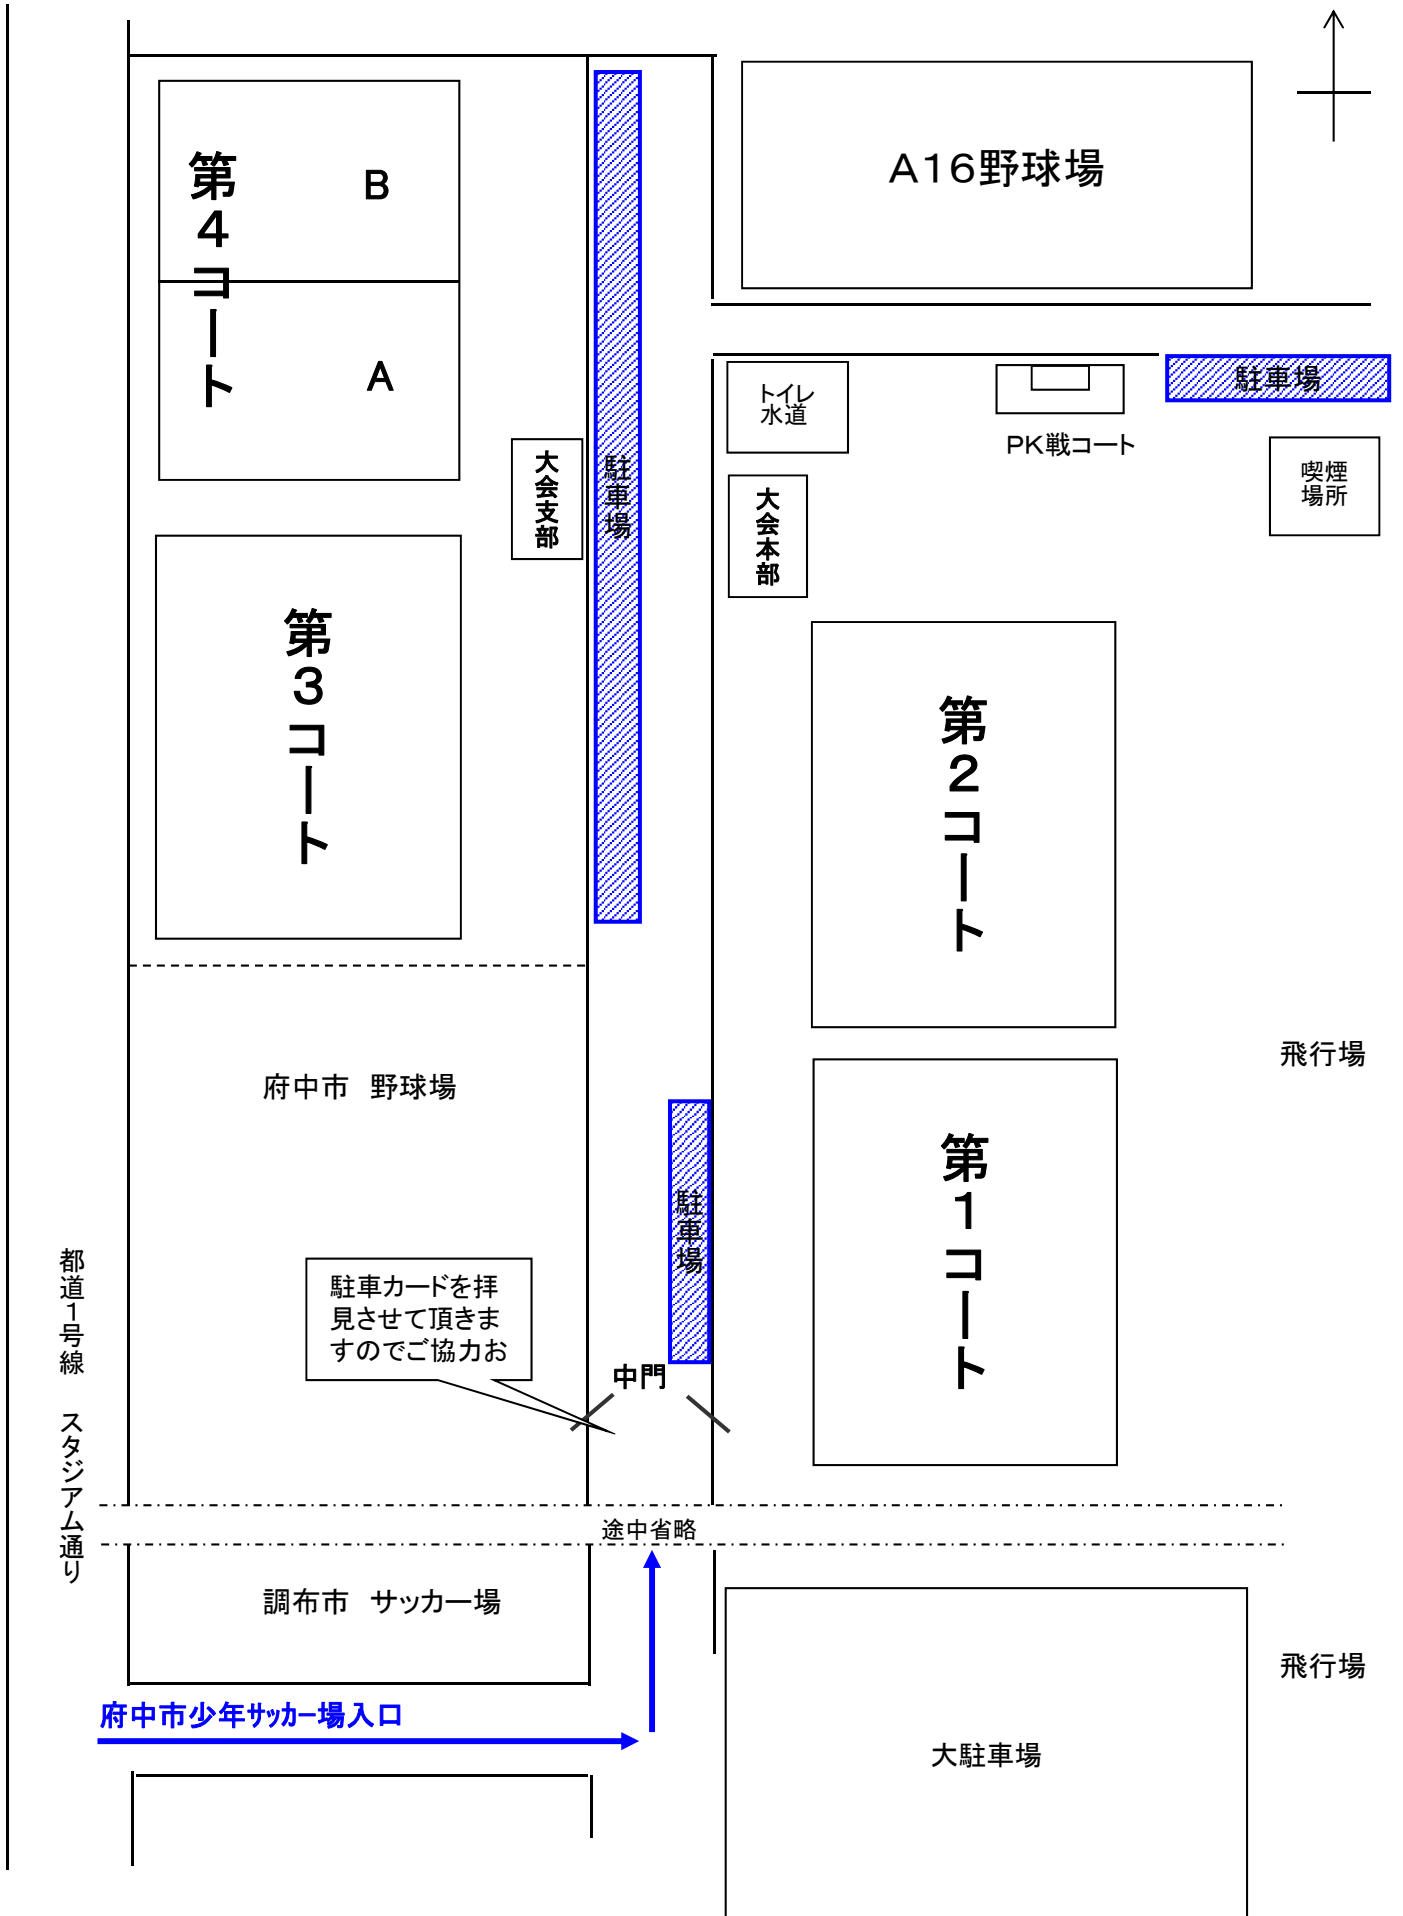 A16野球場
第4コート
B
A
駐車場
トイレ
水道
PK戦コート
駐車場
喫煙
場所
大会支部
大会本部
第3コート
第2コート
飛行場
府中市 野球場
駐車場
第1コート
都道1号線 スタジアム通り
駐車カードを拝
見させて頂きま
すのでご協力お
中門
途中省略
調布市 サッカー場
飛行場
府中市少年サッカー場入口
大駐車場